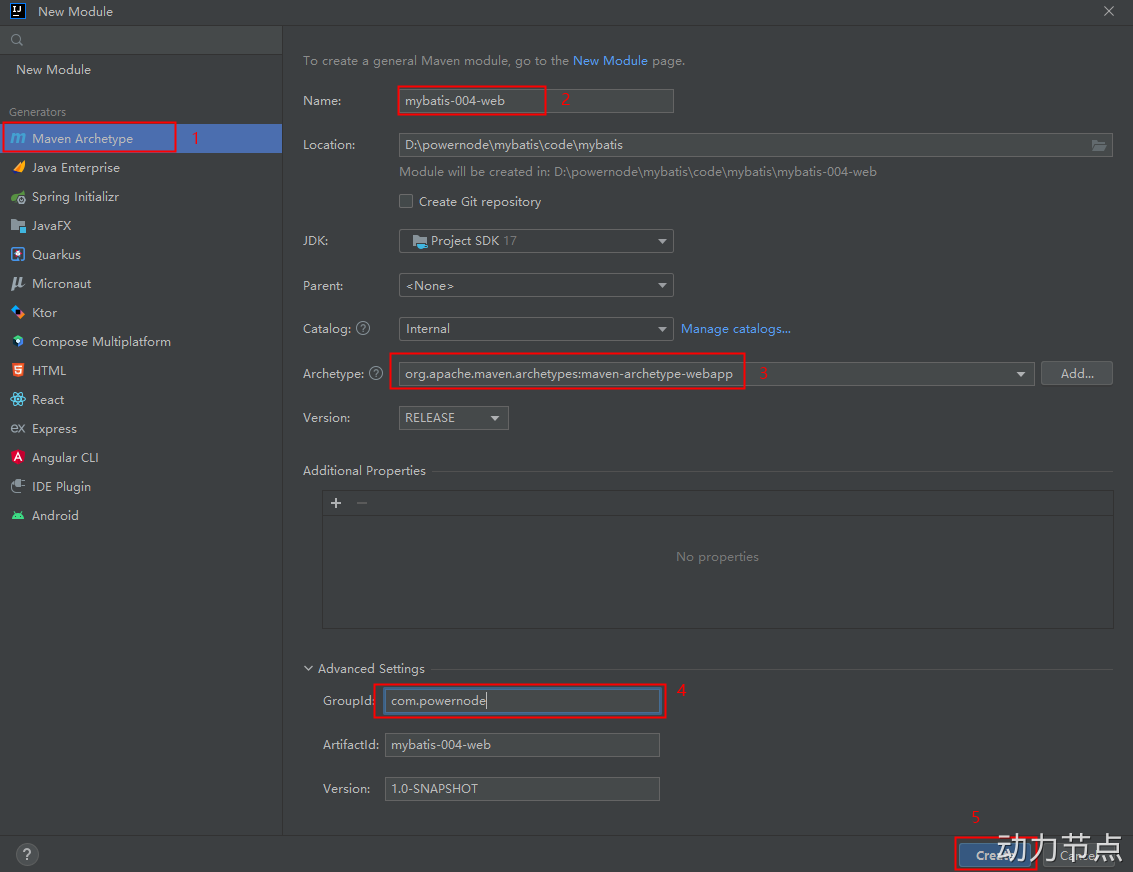 New Module
New Module
Generators
Maven Archetype 1
Java Enterprise
Spring Initializr
JavaFX
Quarkus
Micronaut
Ktor
Compose Multiplatform
HTML
React
Express
Angular CLI
IDE Plugin
Android
To create a general Maven module, go to the New Module page.
Name: mybatis-004-web 2
Location: D:\powernode\mybatis\code\mybatis
Module will be created in: D:\powernode\mybatis\code\mybatis\mybatis-004-web
Create Git repository
JDK: Project SDK 17
Parent: <None>
Catalog: ? Internal Manage catalogs...
Archetype: ? org.apache.maven.archetypes:maven-archetype-webapp 3 Add...
Version: RELEASE
Additional Properties
+ −
No properties
Advanced Settings
GroupId: com.powernode 4
ArtifactId: mybatis-004-web
Version: 1.0-SNAPSHOT
5
? Create Cancel
动力节点